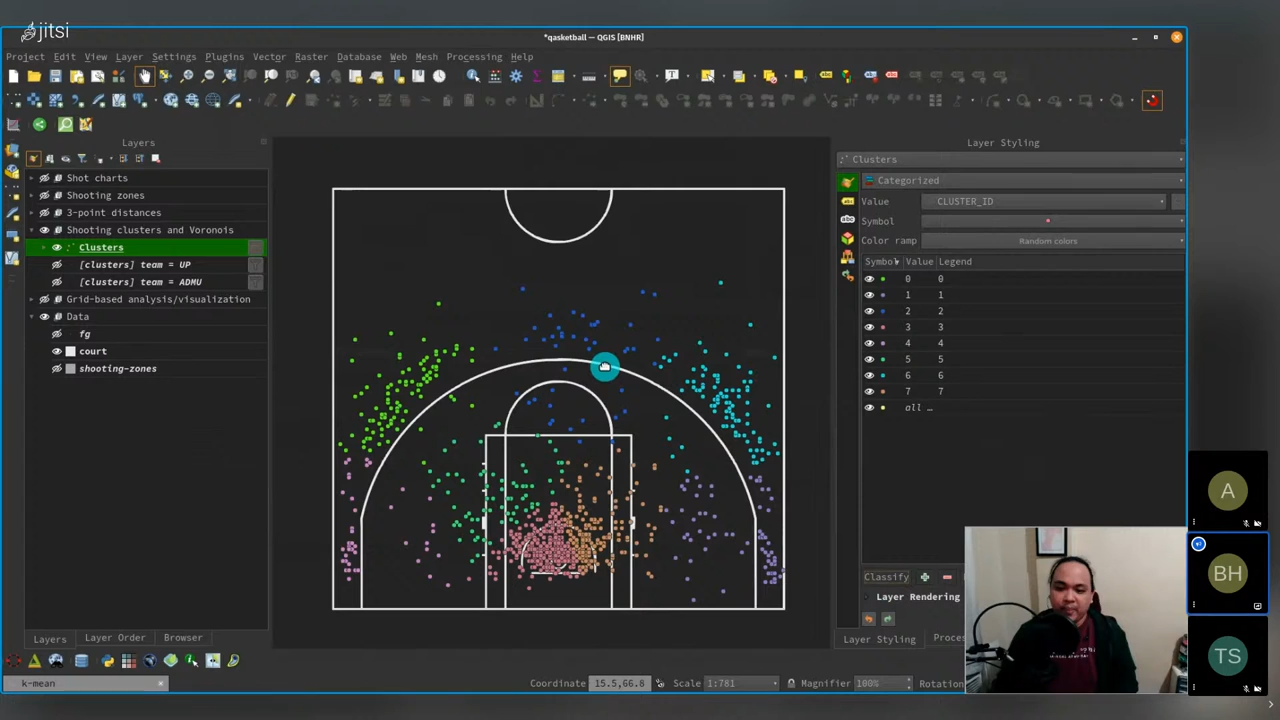 jitsi
*qasketball — QGIS [BNHR]
Project Edit View Layer Settings Plugins Vector Raster Database Web Mesh Processing Help
Layers
Shot charts
Shooting zones
3-point distances
Shooting clusters and Voronois
Clusters
[clusters] team = UP
[clusters] team = ADMU
Grid-based analysis/visualization
Data
fg
court
shooting-zones
Layer Styling
Clusters
Categorized
Value CLUSTER_ID
Symbol
Color ramp Random colors
Symbol Value Legend
0 0
1 1
2 2
3 3
4 4
5 5
6 6
7 7
all …
Classify
Layer Rendering
Layers Layer Order Browser
Layer Styling Proce
k-mean
Coordinate 15.5,66.8 Scale 1:781 Magnifier 100% Rotation
A
BH
TS